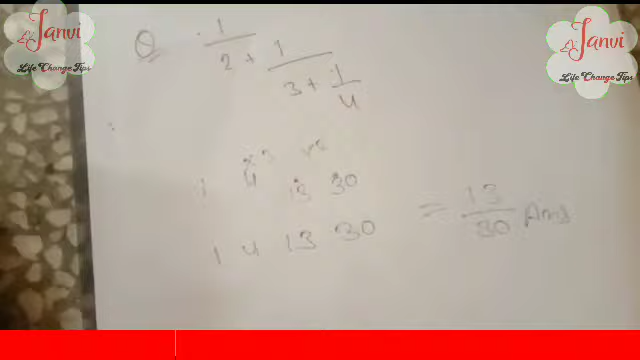 Janvi
Life Change Tips
Janvi
Life Change Tips
Q 1
2 + 1
3 + 1
4
1 4 13 30
1 4 13 30 = 13
30 Ans